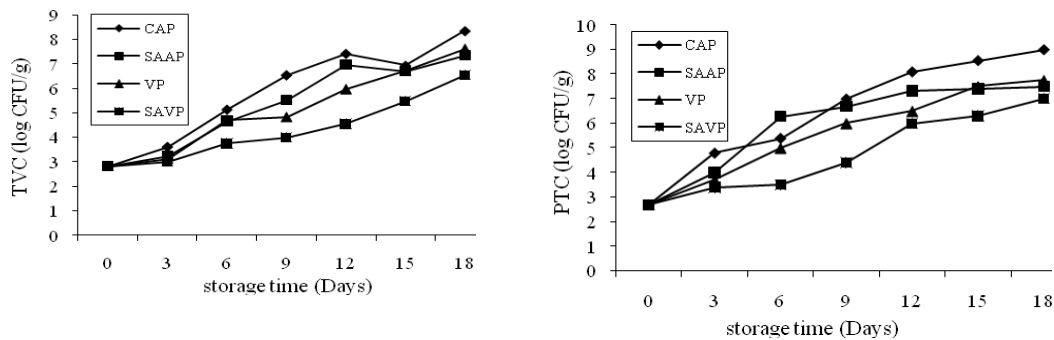 9
8
7
6
5
4
3
2
1
0
TVC (log CFU/g)
CAP
SAAP
VP
SAVP
0 3 6 9 12 15 18
storage time (Days)
10
9
8
7
6
5
4
3
2
1
0
PTC (log CFU/g)
CAP
SAAP
VP
SAVP
0 3 6 9 12 15 18
storage time (Days)